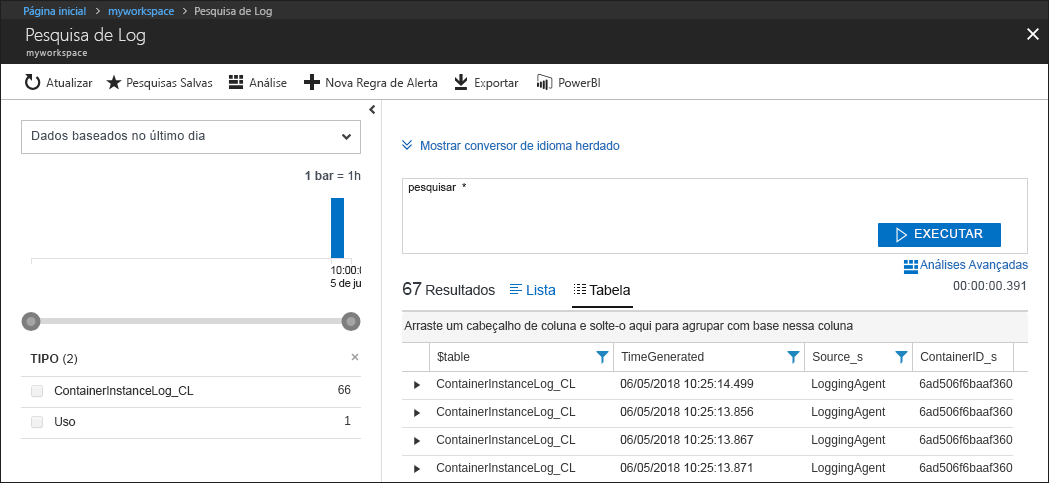 Página inicial > myworkspace > Pesquisa de Log
Pesquisa de Log
myworkspace
Atualizar Pesquisas Salvas Análise Nova Regra de Alerta Exportar PowerBI
Dados baseados no último dia
1 bar = 1h
10:00:0
5 de ju
TIPO (2)
ContainerInstanceLog_CL 66
Uso 1
Mostrar conversor de idioma herdado
pesquisar *
EXECUTAR
Análises Avançadas
67 Resultados Lista Tabela 00:00:00.391
Arraste um cabeçalho de coluna e solte-o aqui para agrupar com base nessa coluna
$table TimeGenerated Source_s ContainerID_s
ContainerInstanceLog_CL 06/05/2018 10:25:14.499 LoggingAgent 6ad506f6baaf360
ContainerInstanceLog_CL 06/05/2018 10:25:13.856 LoggingAgent 6ad506f6baaf360
ContainerInstanceLog_CL 06/05/2018 10:25:13.867 LoggingAgent 6ad506f6baaf360
ContainerInstanceLog_CL 06/05/2018 10:25:13.871 LoggingAgent 6ad506f6baaf360